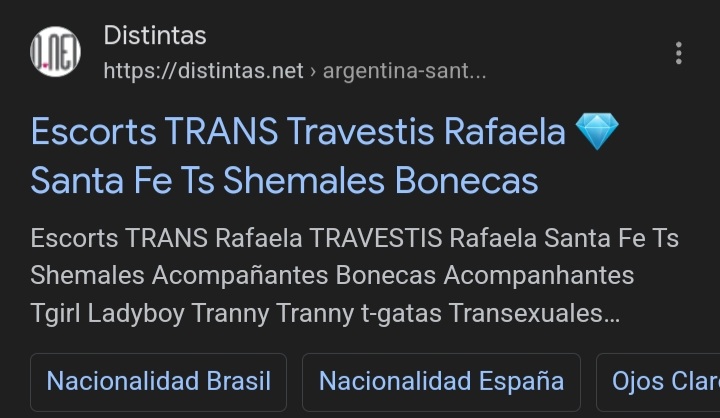 Distintas
https://distintas.net › argentina-sant...
Escorts TRANS Travestis Rafaela 💎
Santa Fe Ts Shemales Bonecas
Escorts TRANS Rafaela TRAVESTIS Rafaela Santa Fe Ts
Shemales Acompañantes Bonecas Acompanhantes
Tgirl Ladyboy Tranny Tranny t-gatas Transexuales...
Nacionalidad Brasil Nacionalidad España Ojos Clar